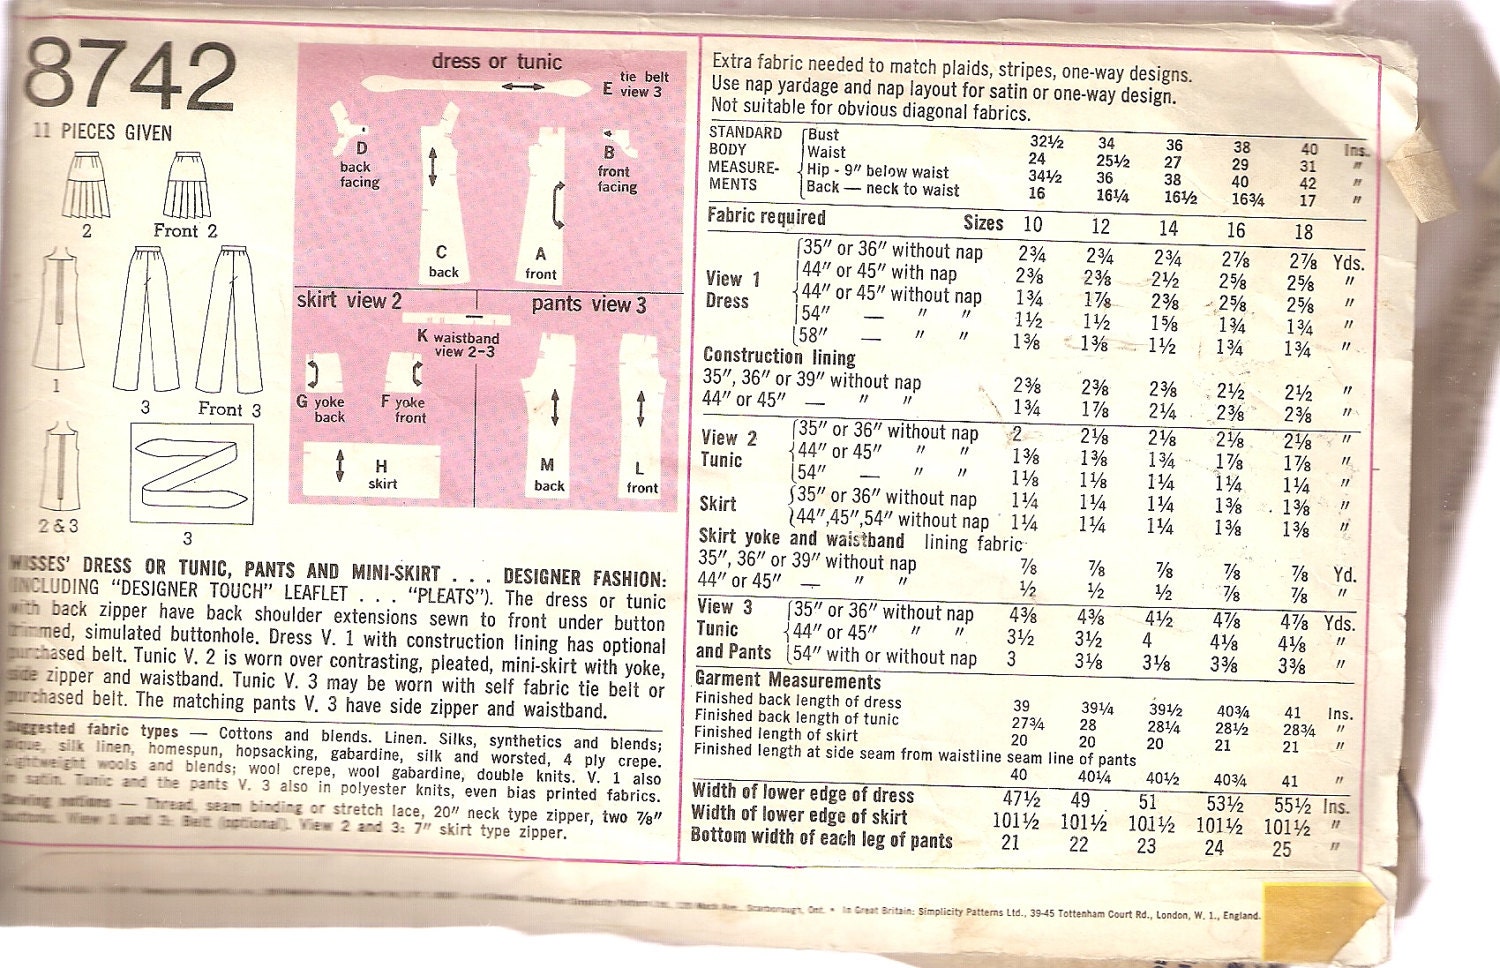 8742
11 PIECES GIVEN
2
Front 2
1
3
Front 3
2 & 3
3
dress or tunic
E tie belt
view 3
D
back
facing
B
front
facing
C
back
A
front
skirt view 2
pants view 3
K waistband
view 2-3
G yoke
back
F yoke
front
H
skirt
M
back
L
front
MISSES' DRESS OR TUNIC, PANTS AND MINI-SKIRT . . . DESIGNER FASHION:
(INCLUDING "DESIGNER TOUCH" LEAFLET . . . "PLEATS"). The dress or tunic
with back zipper have back shoulder extensions sewn to front under button
trimmed, simulated buttonhole. Dress V. 1 with construction lining has optional
purchased belt. Tunic V. 2 is worn over contrasting, pleated, mini-skirt with yoke,
side zipper and waistband. Tunic V. 3 may be worn with self fabric tie belt or
purchased belt. The matching pants V. 3 have side zipper and waistband.
Suggested fabric types — Cottons and blends. Linen. Silks, synthetics and blends;
pique, silk linen, homespun, hopsacking, gabardine, silk and worsted, 4 ply crepe.
Lightweight wools and blends; wool crepe, wool gabardine, double knits. V. 1 also
in satin. Tunic and the pants V. 3 also in polyester knits, even bias printed fabrics.
Sewing notions — Thread, seam binding or stretch lace, 20" neck type zipper, two 7/8"
buttons. View 1 and 3: Belt (optional). View 2 and 3: 7" skirt type zipper.
Extra fabric needed to match plaids, stripes, one-way designs.
Use nap yardage and nap layout for satin or one-way design.
Not suitable for obvious diagonal fabrics.
STANDARD BODY MEASURE-MENTS
Bust 32½ 34 36 38 40 Ins.
Waist 24 25½ 27 29 31 "
Hip - 9" below waist 34½ 36 38 40 42 "
Back — neck to waist 16 16¼ 16½ 16¾ 17 "
Fabric required Sizes 10 12 14 16 18
View 1 Dress
35" or 36" without nap 2¾ 2¾ 2¾ 2⅞ 2⅞ Yds.
44" or 45" with nap 2⅜ 2⅜ 2½ 2⅝ 2⅝ "
44" or 45" without nap 1¾ 1⅞ 2⅜ 2⅝ 2⅝ "
54" — " " 1½ 1½ 1⅝ 1¾ 1¾ "
58" — " " 1⅜ 1⅜ 1½ 1¾ 1¾ "
Construction lining
35", 36" or 39" without nap 2⅜ 2⅜ 2⅜ 2½ 2½ "
44" or 45" — " " 1¾ 1⅞ 2¼ 2⅜ 2⅜ "
View 2 Tunic
35" or 36" without nap 2 2⅛ 2⅛ 2⅛ 2⅛ "
44" or 45" " " 1⅜ 1⅜ 1¾ 1⅞ 1⅞ "
54" — " " 1⅛ 1⅛ 1¼ 1¼ 1¼ "
Skirt
35" or 36" without nap 1¼ 1¼ 1¼ 1⅜ 1⅜ "
44",45",54" without nap 1¼ 1¼ 1¼ 1⅜ 1⅜ "
Skirt yoke and waistband lining fabric
35", 36" or 39" without nap ⅞ ⅞ ⅞ ⅞ ⅞ Yd.
44" or 45" — " " ½ ½ ½ ⅞ ⅞ "
View 3 Tunic and Pants
35" or 36" without nap 4⅜ 4⅜ 4½ 4⅞ 4⅞ Yds.
44" or 45" " " 3½ 3½ 4 4⅛ 4⅛ "
54" with or without nap 3 3⅛ 3⅛ 3⅜ 3⅜ "
Garment Measurements
Finished back length of dress 39 39¼ 39½ 40¾ 41 Ins.
Finished back length of tunic 27¾ 28 28¼ 28½ 28¾ "
Finished length of skirt 20 20 20 21 21 "
Finished length at side seam from waistline seam line of pants
40 40¼ 40½ 40¾ 41 "
Width of lower edge of dress 47½ 49 51 53½ 55½ Ins.
Width of lower edge of skirt 101½ 101½ 101½ 101½ 101½ "
Bottom width of each leg of pants 21 22 23 24 25 "
Scarborough, Ont. • In Great Britain: Simplicity Patterns Ltd., 39-45 Tottenham Court Rd., London, W. 1., England.